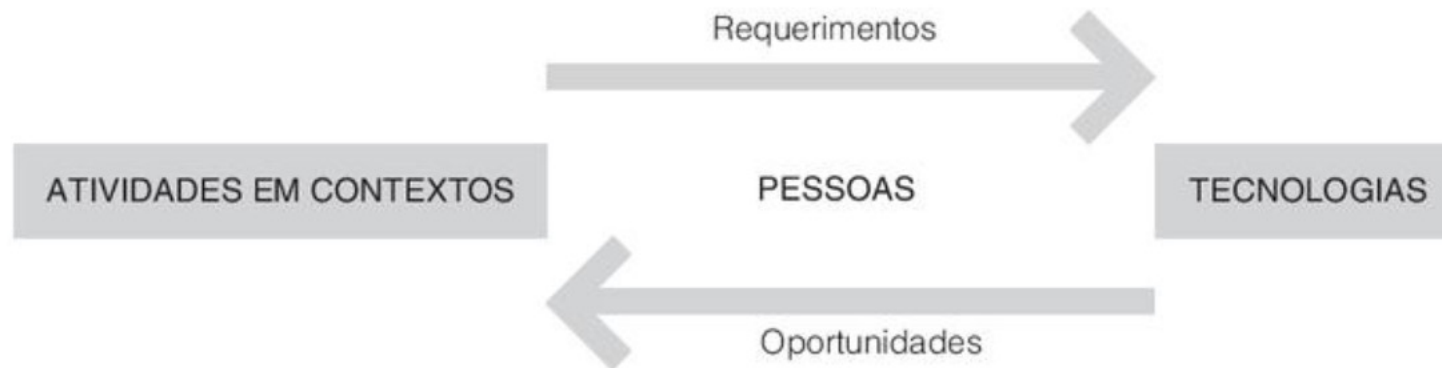 Requerimentos
ATIVIDADES EM CONTEXTOS
PESSOAS
TECNOLOGIAS
Oportunidades